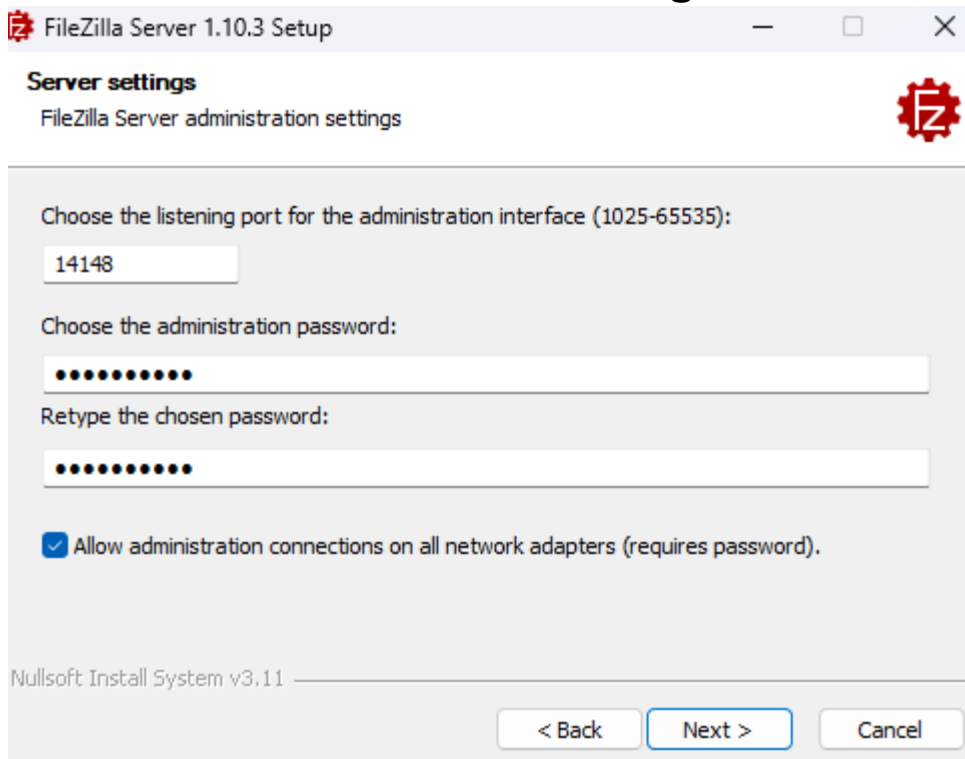 FileZilla Server 1.10.3 Setup
Server settings
FileZilla Server administration settings
Fz
Choose the listening port for the administration interface (1025-65535):
14148
Choose the administration password:
••••••••••
Retype the chosen password:
••••••••••
Allow administration connections on all network adapters (requires password).
Nullsoft Install System v3.11
< Back Next > Cancel